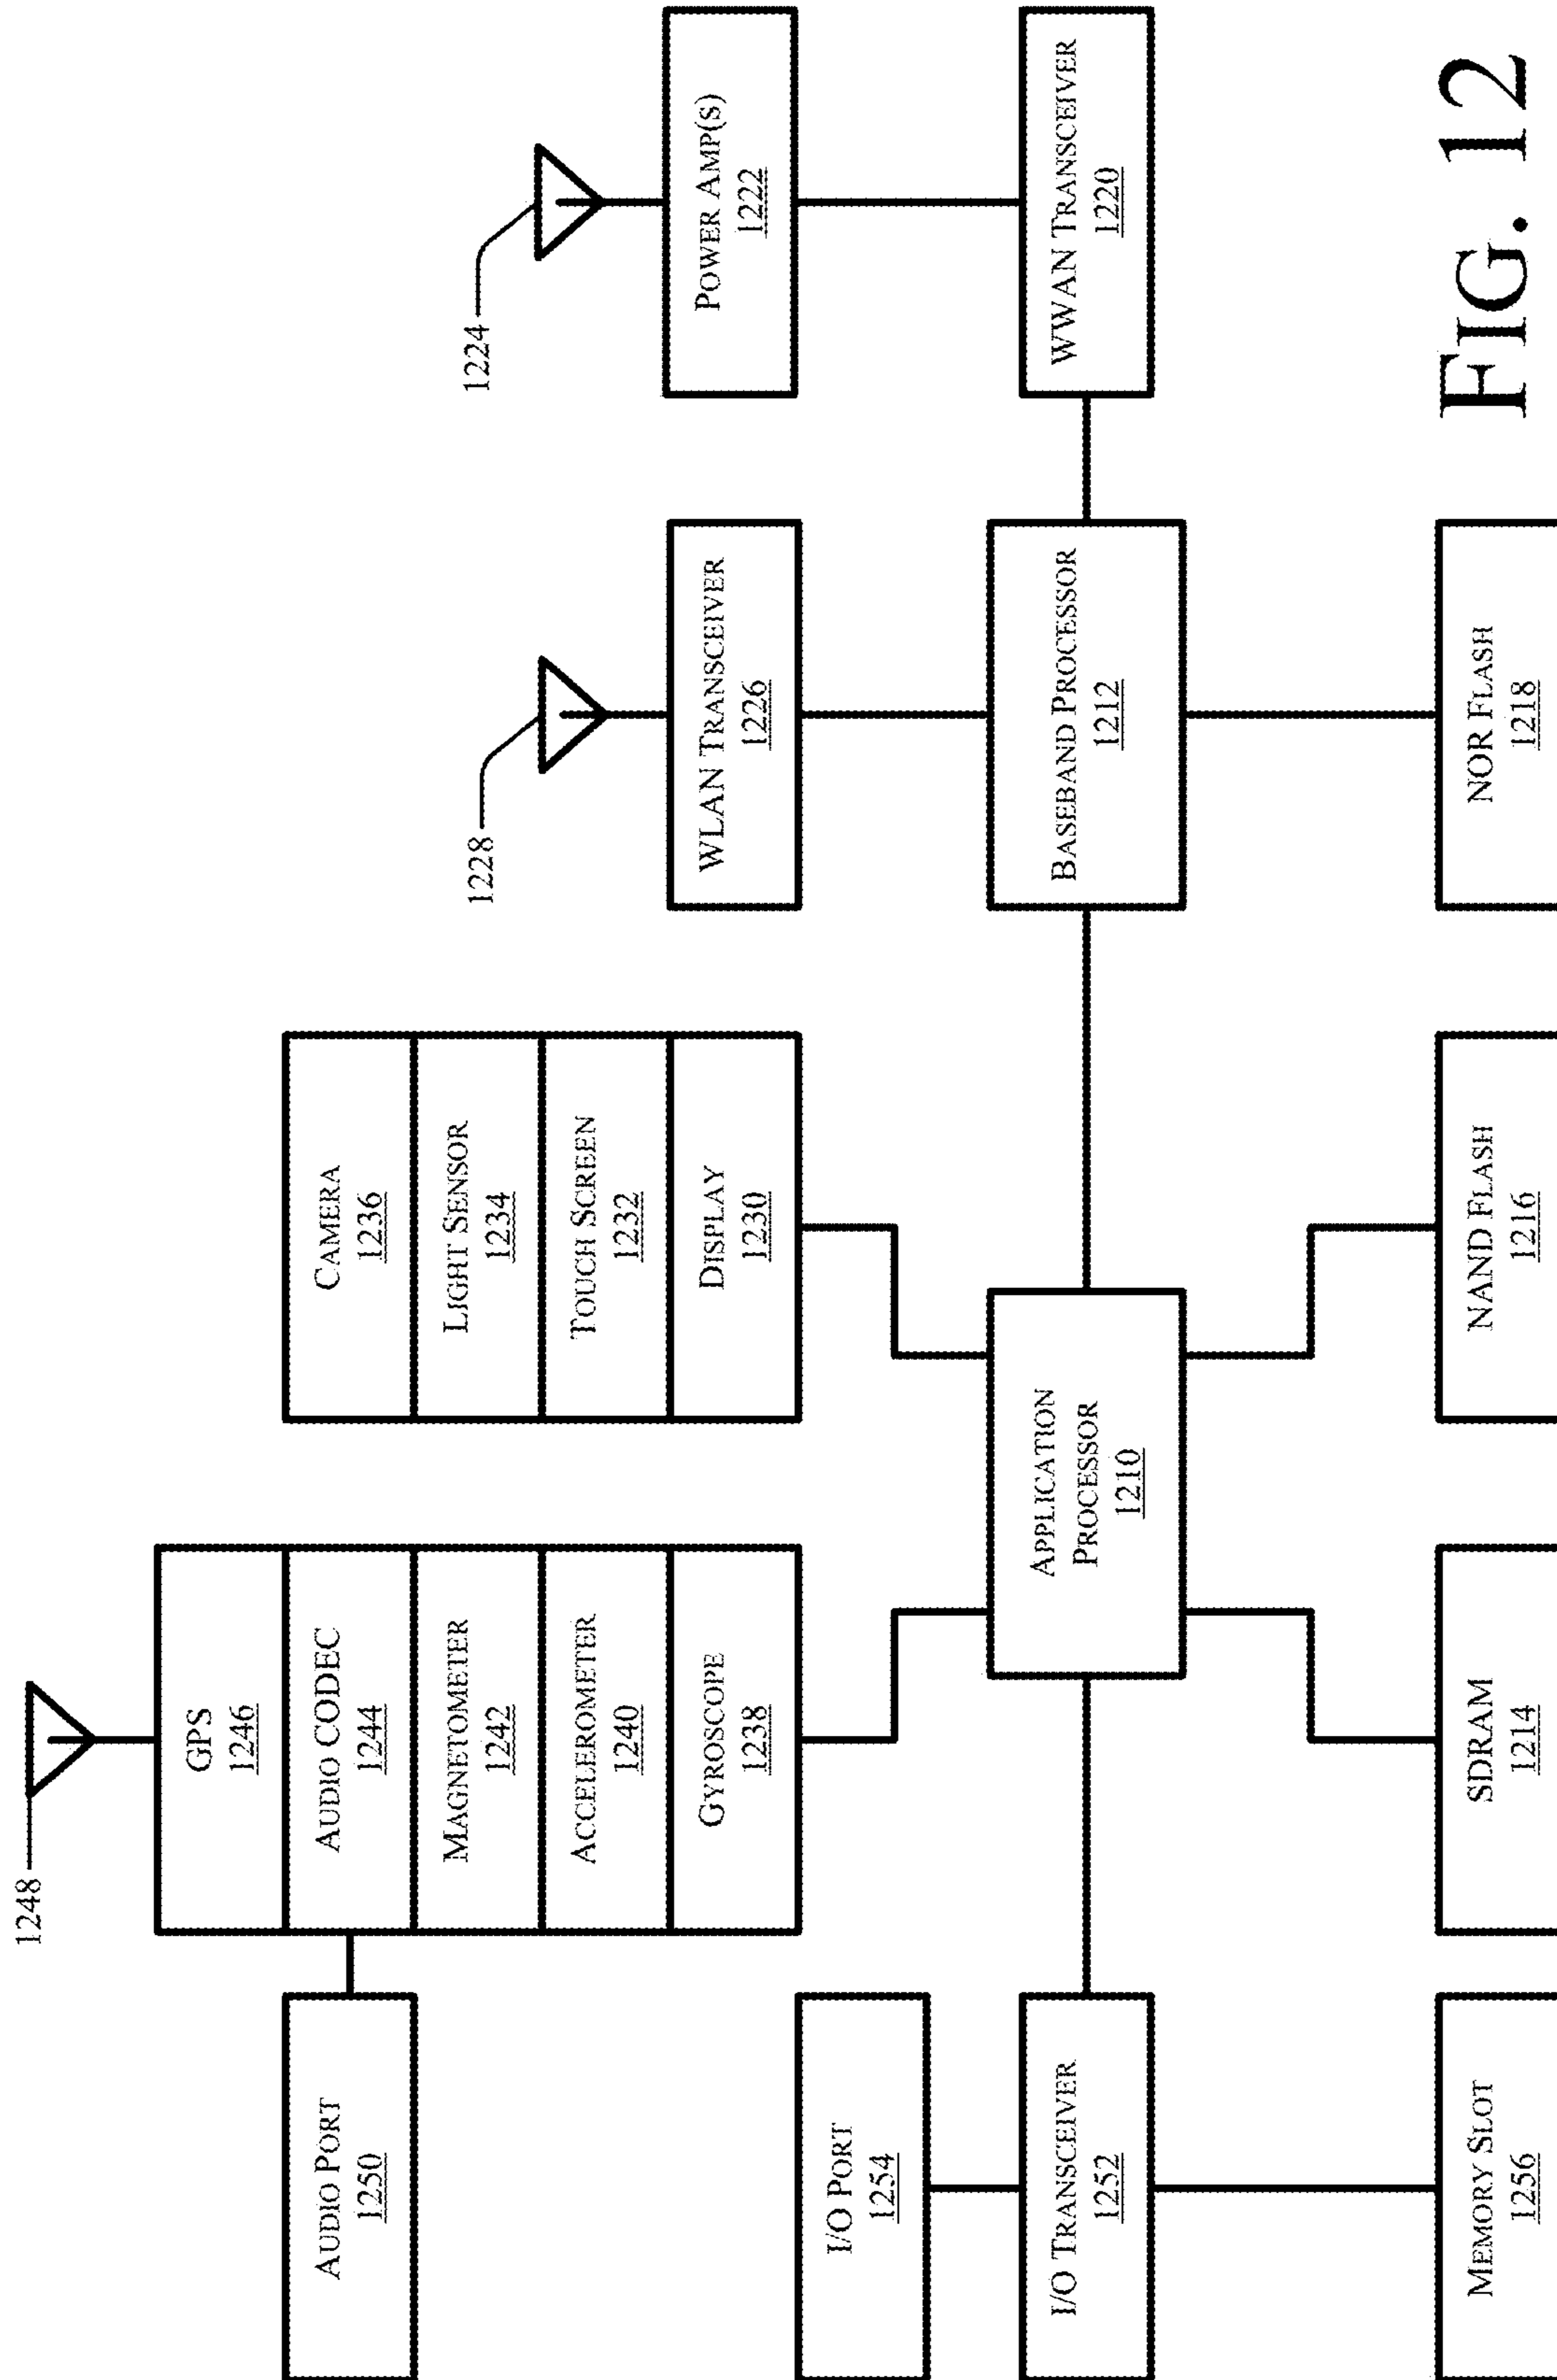 1248
GPS
1246
AUDIO CODEC
1244
MAGNETOMETER
1242
ACCELEROMETER
1240
GYROSCOPE
1238
AUDIO PORT
1250
CAMERA
1236
LIGHT SENSOR
1234
TOUCH SCREEN
1232
DISPLAY
1230
1228
WLAN TRANSCEIVER
1226
1224
POWER AMP(S)
1222
I/O PORT
1254
I/O TRANSCEIVER
1252
APPLICATION
PROCESSOR
1210
BASEBAND PROCESSOR
1212
WWAN TRANSCEIVER
1220
MEMORY SLOT
1256
SDRAM
1214
NAND FLASH
1216
NOR FLASH
1218
FIG. 12